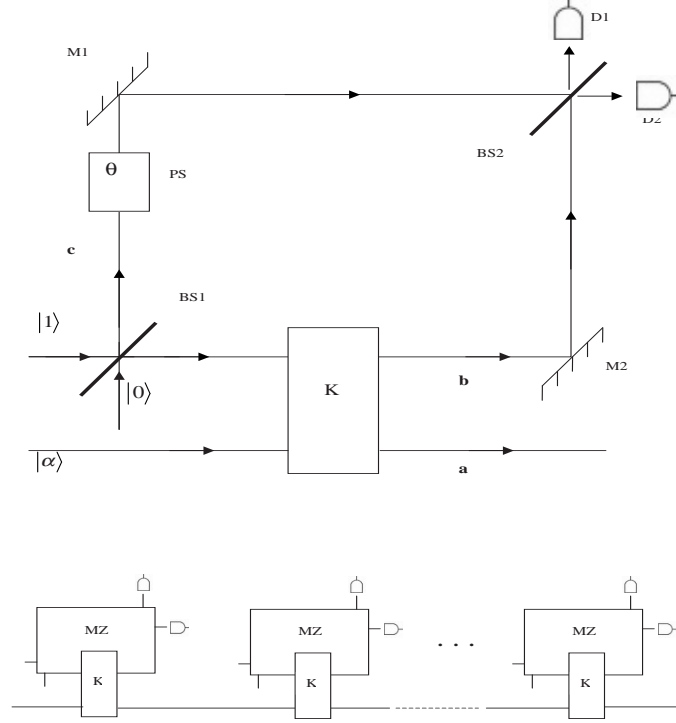 D1
M1
D2
BS2
θ
PS
c
BS1
|1⟩
M2
K
b
|0⟩
|α⟩
a
MZ
MZ
MZ
. . .
K
K
K